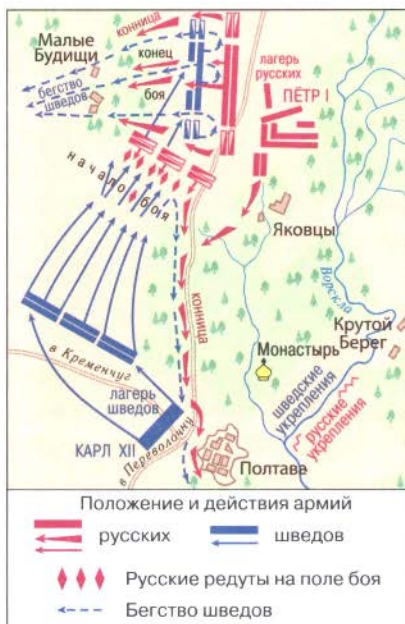 конница
Малые
Будищи
конец
боя
бегство
шведов
лагерь
русских
ПЁТР I
начало боя
Яковцы
Ворскла
конница
Крутой
Берег
Монастырь
в Кременчуг
лагерь
шведов
шведские
укрепления
русские
укрепления
КАРЛ XII
в Переволочну
Полтава
Положение и действия армий
русских
шведов
Русские редуты на поле боя
Бегство шведов